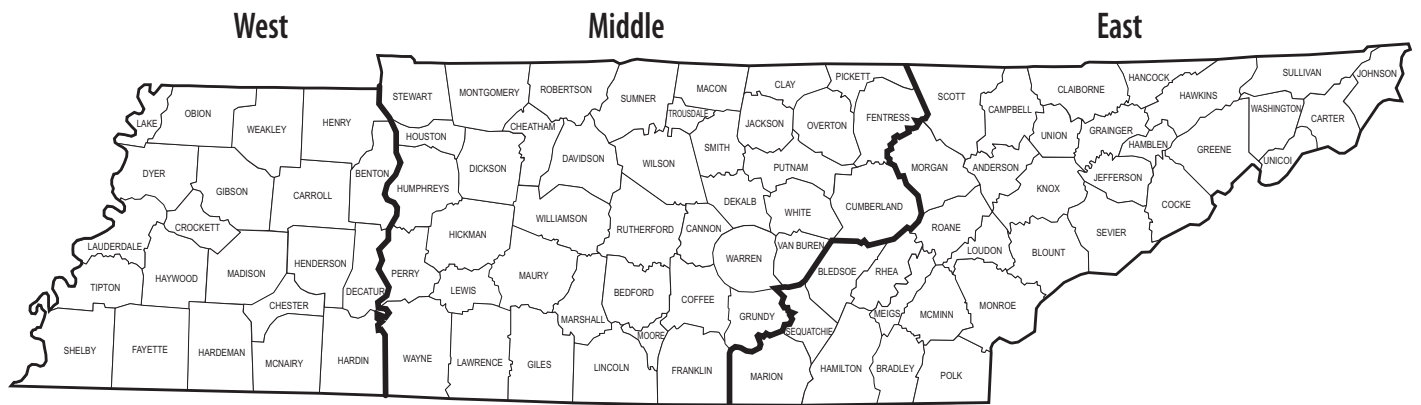 West
Middle
East
STEWART
MONTGOMERY
ROBERTSON
SUMNER
MACON
TROUSDALE
CLAY
PICKETT
SCOTT
CAMPBELL
CLAIBORNE
HANCOCK
HAWKINS
SULLIVAN
JOHNSON
LAKE
OBION
WEAKLEY
HENRY
HOUSTON
CHEATHAM
JACKSON
OVERTON
FENTRESS
UNION
GRAINGER
HAMBLEN
WASHINGTON
CARTER
DYER
GIBSON
CARROLL
BENTON
HUMPHREYS
DICKSON
DAVIDSON
WILSON
SMITH
PUTNAM
MORGAN
ANDERSON
KNOX
JEFFERSON
GREENE
UNICOI
LAUDERDALE
CROCKETT
HICKMAN
WILLIAMSON
RUTHERFORD
CANNON
DEKALB
WHITE
CUMBERLAND
ROANE
LOUDON
BLOUNT
SEVIER
COCKE
TIPTON
HAYWOOD
MADISON
HENDERSON
DECATUR
PERRY
LEWIS
MAURY
BEDFORD
COFFEE
WARREN
VAN BUREN
BLEDSOE
RHEA
CHESTER
MARSHALL
MOORE
GRUNDY
SEQUATCHIE
MEIGS
MCMINN
MONROE
SHELBY
FAYETTE
HARDEMAN
MCNAIRY
HARDIN
WAYNE
LAWRENCE
GILES
LINCOLN
FRANKLIN
MARION
HAMILTON
BRADLEY
POLK